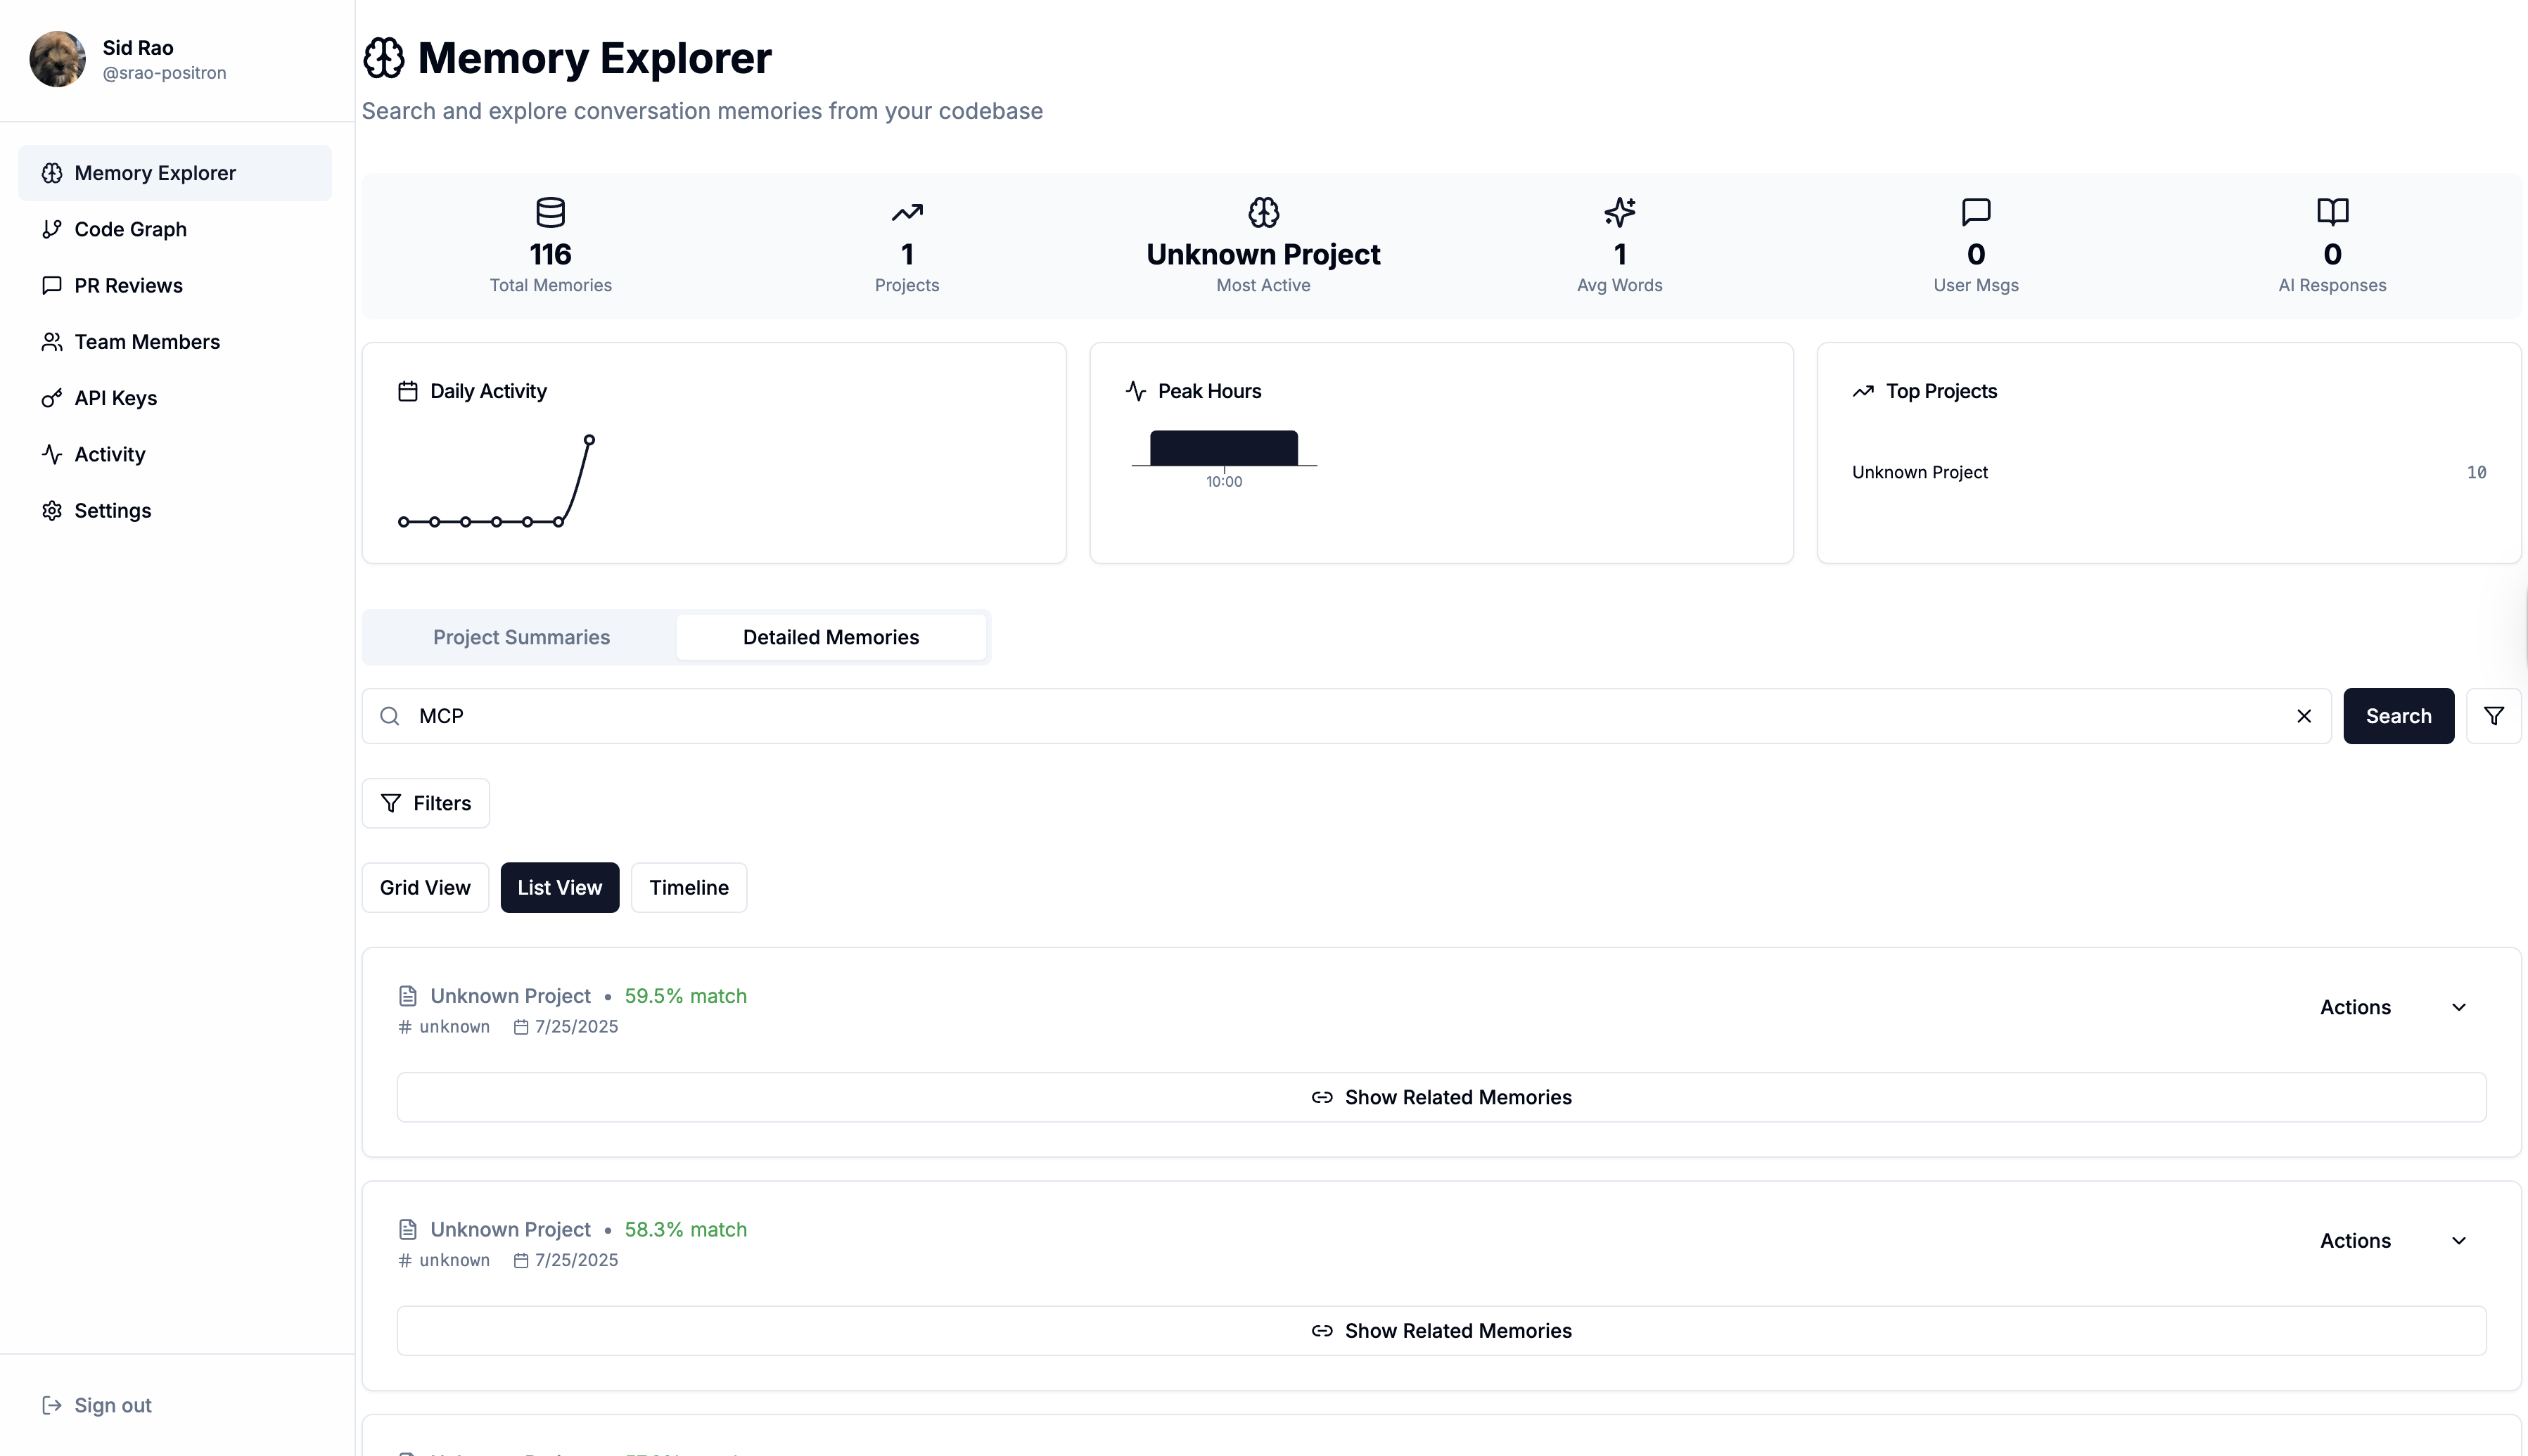 Sid Rao
@srao-positron
Memory Explorer
Code Graph
PR Reviews
Team Members
API Keys
Activity
Settings
Sign out
Memory Explorer
Search and explore conversation memories from your codebase
116
Total Memories
1
Projects
Unknown Project
Most Active
1
Avg Words
0
User Msgs
0
AI Responses
Daily Activity
Peak Hours
10:00
Top Projects
Unknown Project 10
Project Summaries Detailed Memories
MCP
Search
Filters
Grid View List View Timeline
Unknown Project • 59.5% match
# unknown 7/25/2025
Actions
Show Related Memories
Unknown Project • 58.3% match
# unknown 7/25/2025
Actions
Show Related Memories